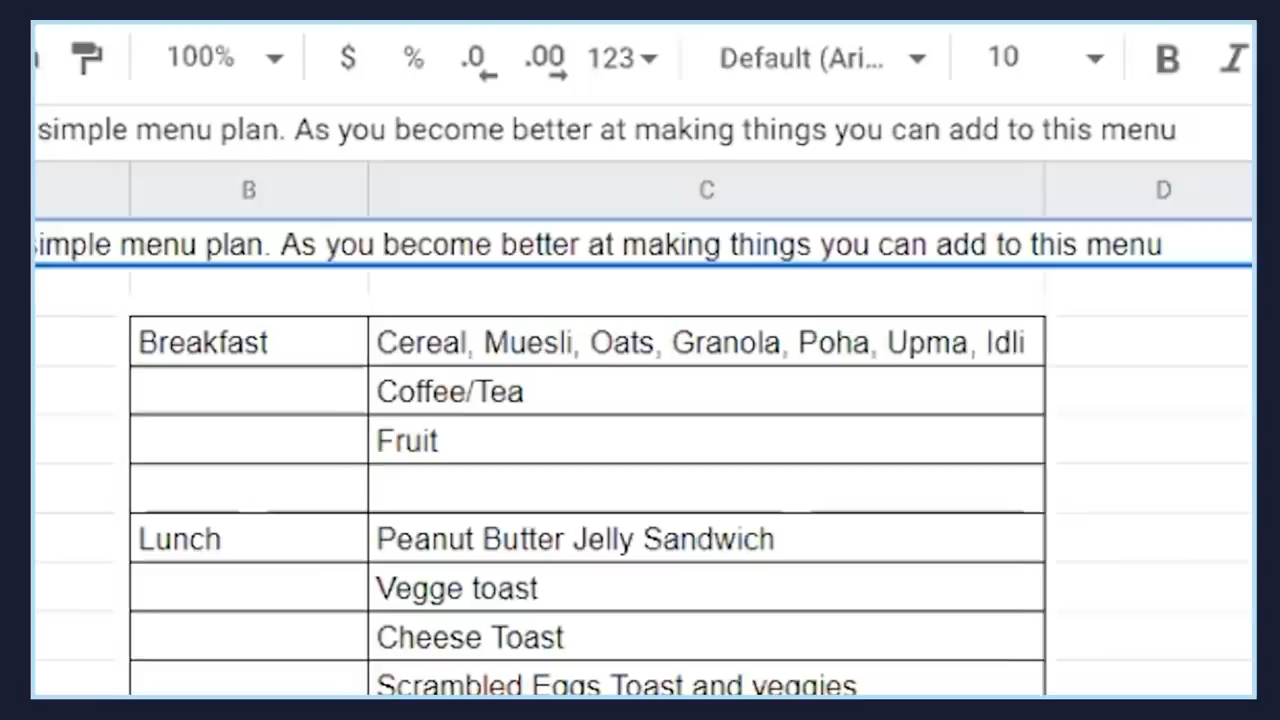 100% $ % .0 .00 123 Default (Ari... 10 B I
simple menu plan. As you become better at making things you can add to this menu
B C D
simple menu plan. As you become better at making things you can add to this menu
Breakfast Cereal, Muesli, Oats, Granola, Poha, Upma, Idli
Coffee/Tea
Fruit
Lunch Peanut Butter Jelly Sandwich
Vegge toast
Cheese Toast
Scrambled Eggs Toast and veggies